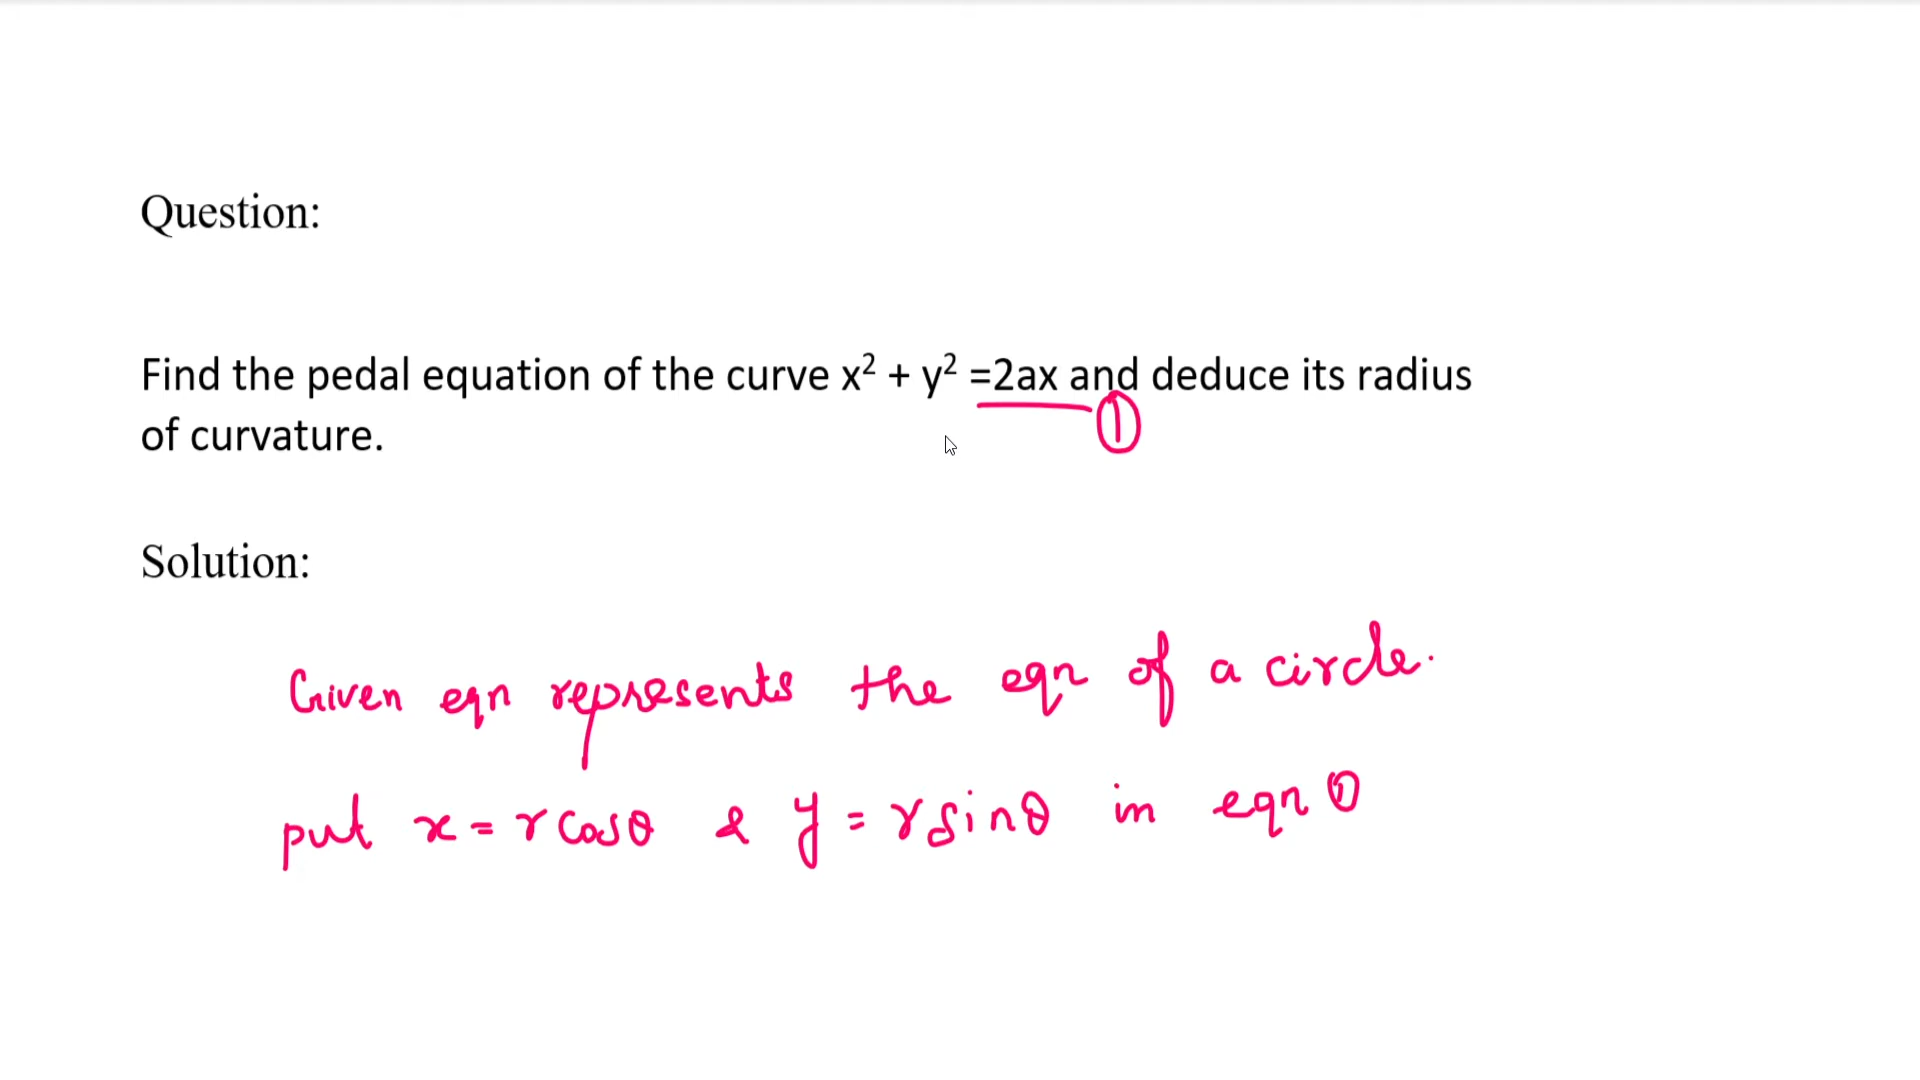 Question:
Find the pedal equation of the curve x² + y² =2ax and deduce its radius
①
of curvature.
Solution:
Given eqn represents the eqn of a circle.
put x = r cosθ & y = r sinθ in eqn ①